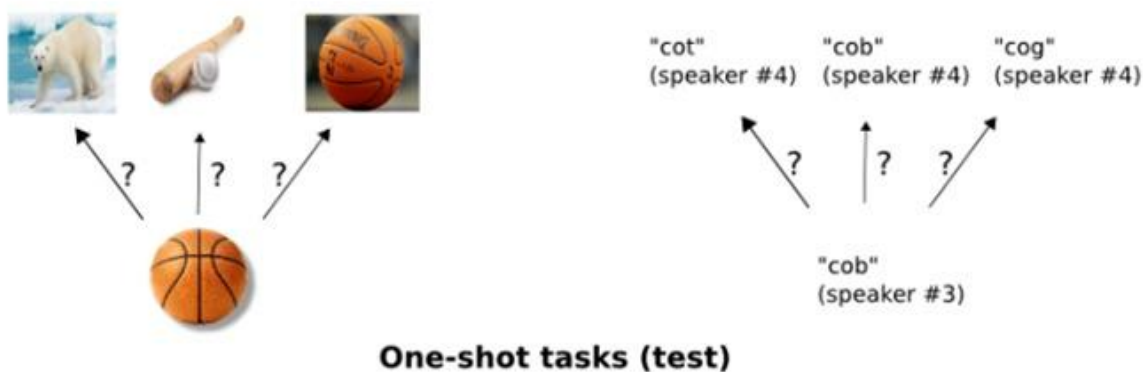 "cot"
(speaker #4)
"cob"
(speaker #4)
"cog"
(speaker #4)
? ? ?
? ? ?
"cob"
(speaker #3)
One-shot tasks (test)